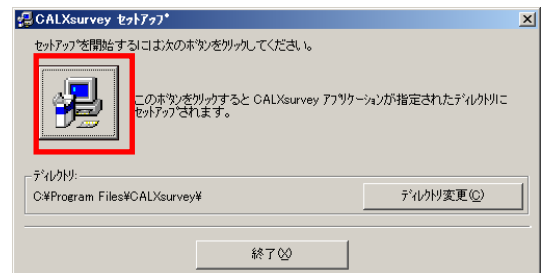 CALXsurvey ｾｯﾄｱｯﾌﾟ
ｾｯﾄｱｯﾌﾟを開始するには次のﾎﾞﾀﾝをｸﾘｯｸしてください。
このﾎﾞﾀﾝをｸﾘｯｸすると CALXsurvey ｱﾌﾟﾘｹｰｼｮﾝが指定されたﾃﾞｨﾚｸﾄﾘに
ｾｯﾄｱｯﾌﾟされます。
ﾃﾞｨﾚｸﾄﾘ:
C:¥Program Files¥CALXsurvey¥
ﾃﾞｨﾚｸﾄﾘ変更(C)
終了(X)